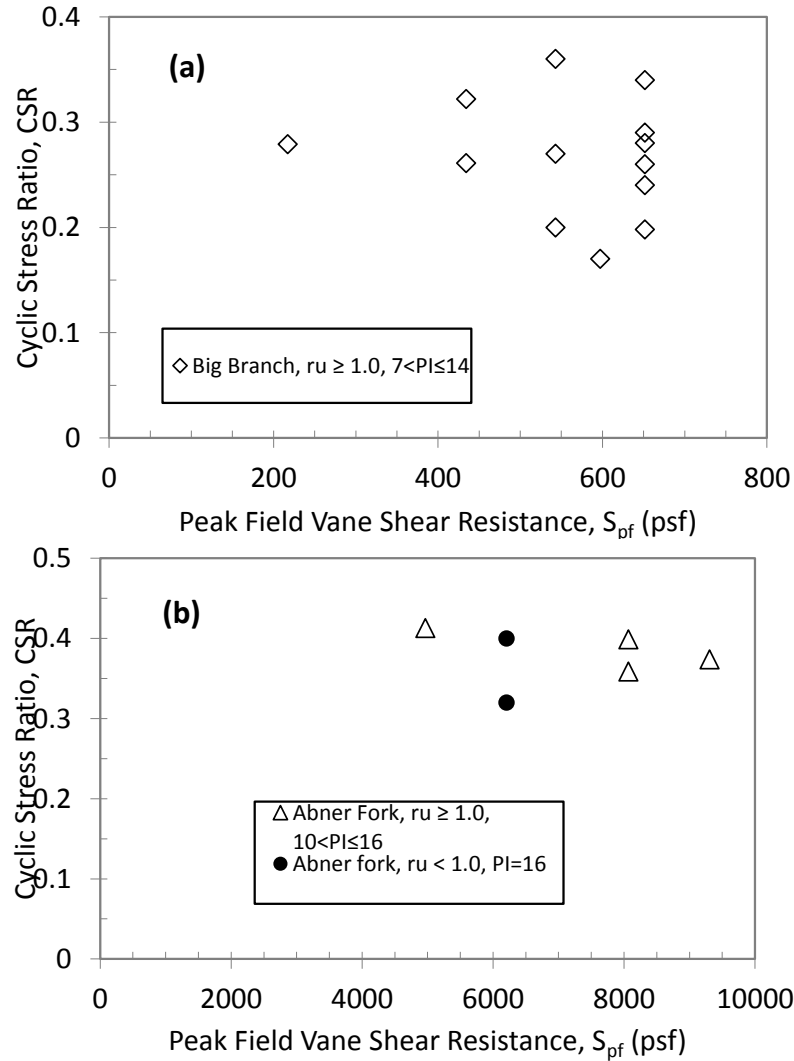 (a)
Cyclic Stress Ratio, CSR
0.4
0.3
0.2
0.1
0
◇ Big Branch, ru ≥ 1.0, 7<PI≤14
0 200 400 600 800
Peak Field Vane Shear Resistance, Spf (psf)
(b)
Cyclic Stress Ratio, CSR
0.5
0.4
0.3
0.2
0.1
0
△ Abner Fork, ru ≥ 1.0,
10<PI≤16
● Abner fork, ru < 1.0, PI=16
0 2000 4000 6000 8000 10000
Peak Field Vane Shear Resistance, Spf (psf)